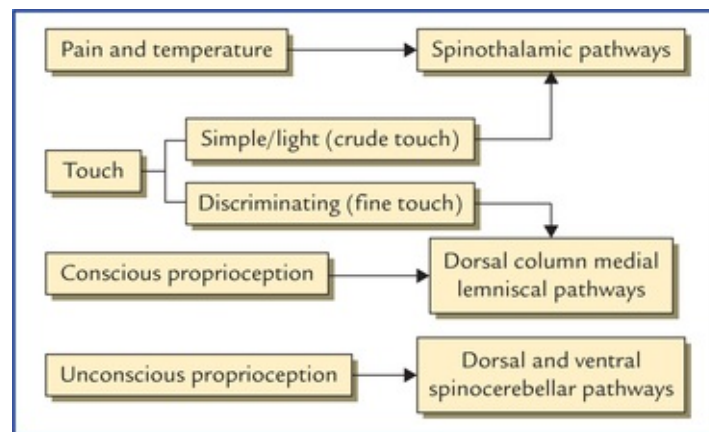 Pain and temperature
Spinothalamic pathways
Simple/light (crude touch)
Touch
Discriminating (fine touch)
Conscious proprioception
Dorsal column medial
lemniscal pathways
Unconscious proprioception
Dorsal and ventral
spinocerebellar pathways